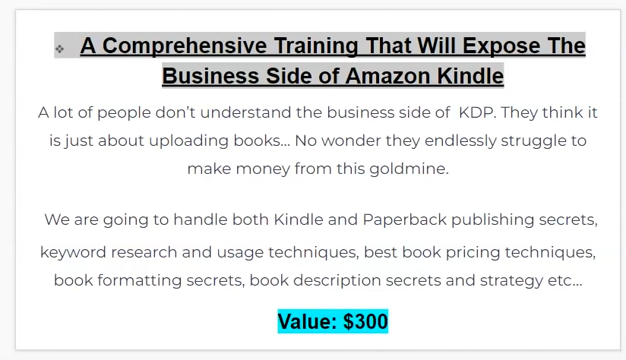 ❖ A Comprehensive Training That Will Expose The
Business Side of Amazon Kindle
A lot of people don't understand the business side of KDP. They think it
is just about uploading books... No wonder they endlessly struggle to
make money from this goldmine.
We are going to handle both Kindle and Paperback publishing secrets,
keyword research and usage techniques, best book pricing techniques,
book formatting secrets, book description secrets and strategy etc...
Value: $300